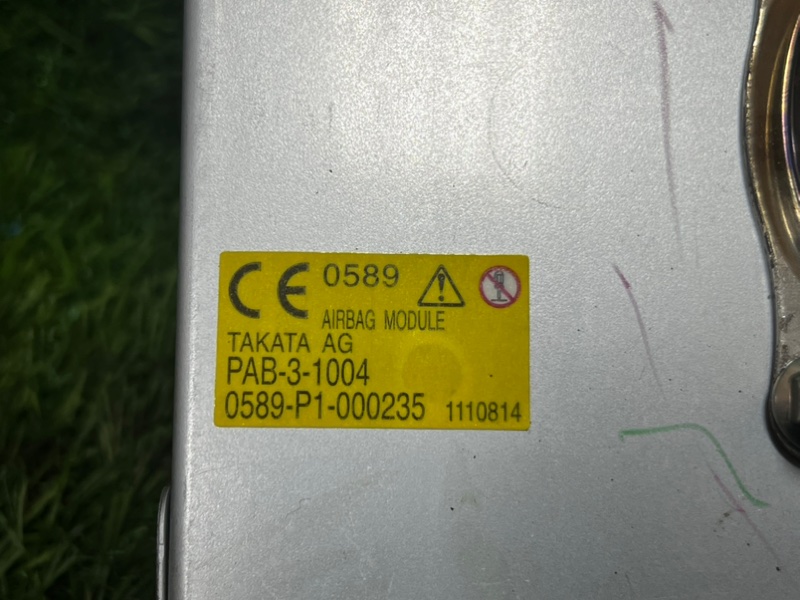 CE 0589
AIRBAG MODULE
TAKATA AG
PAB-3-1004
0589-P1-000235 1110814